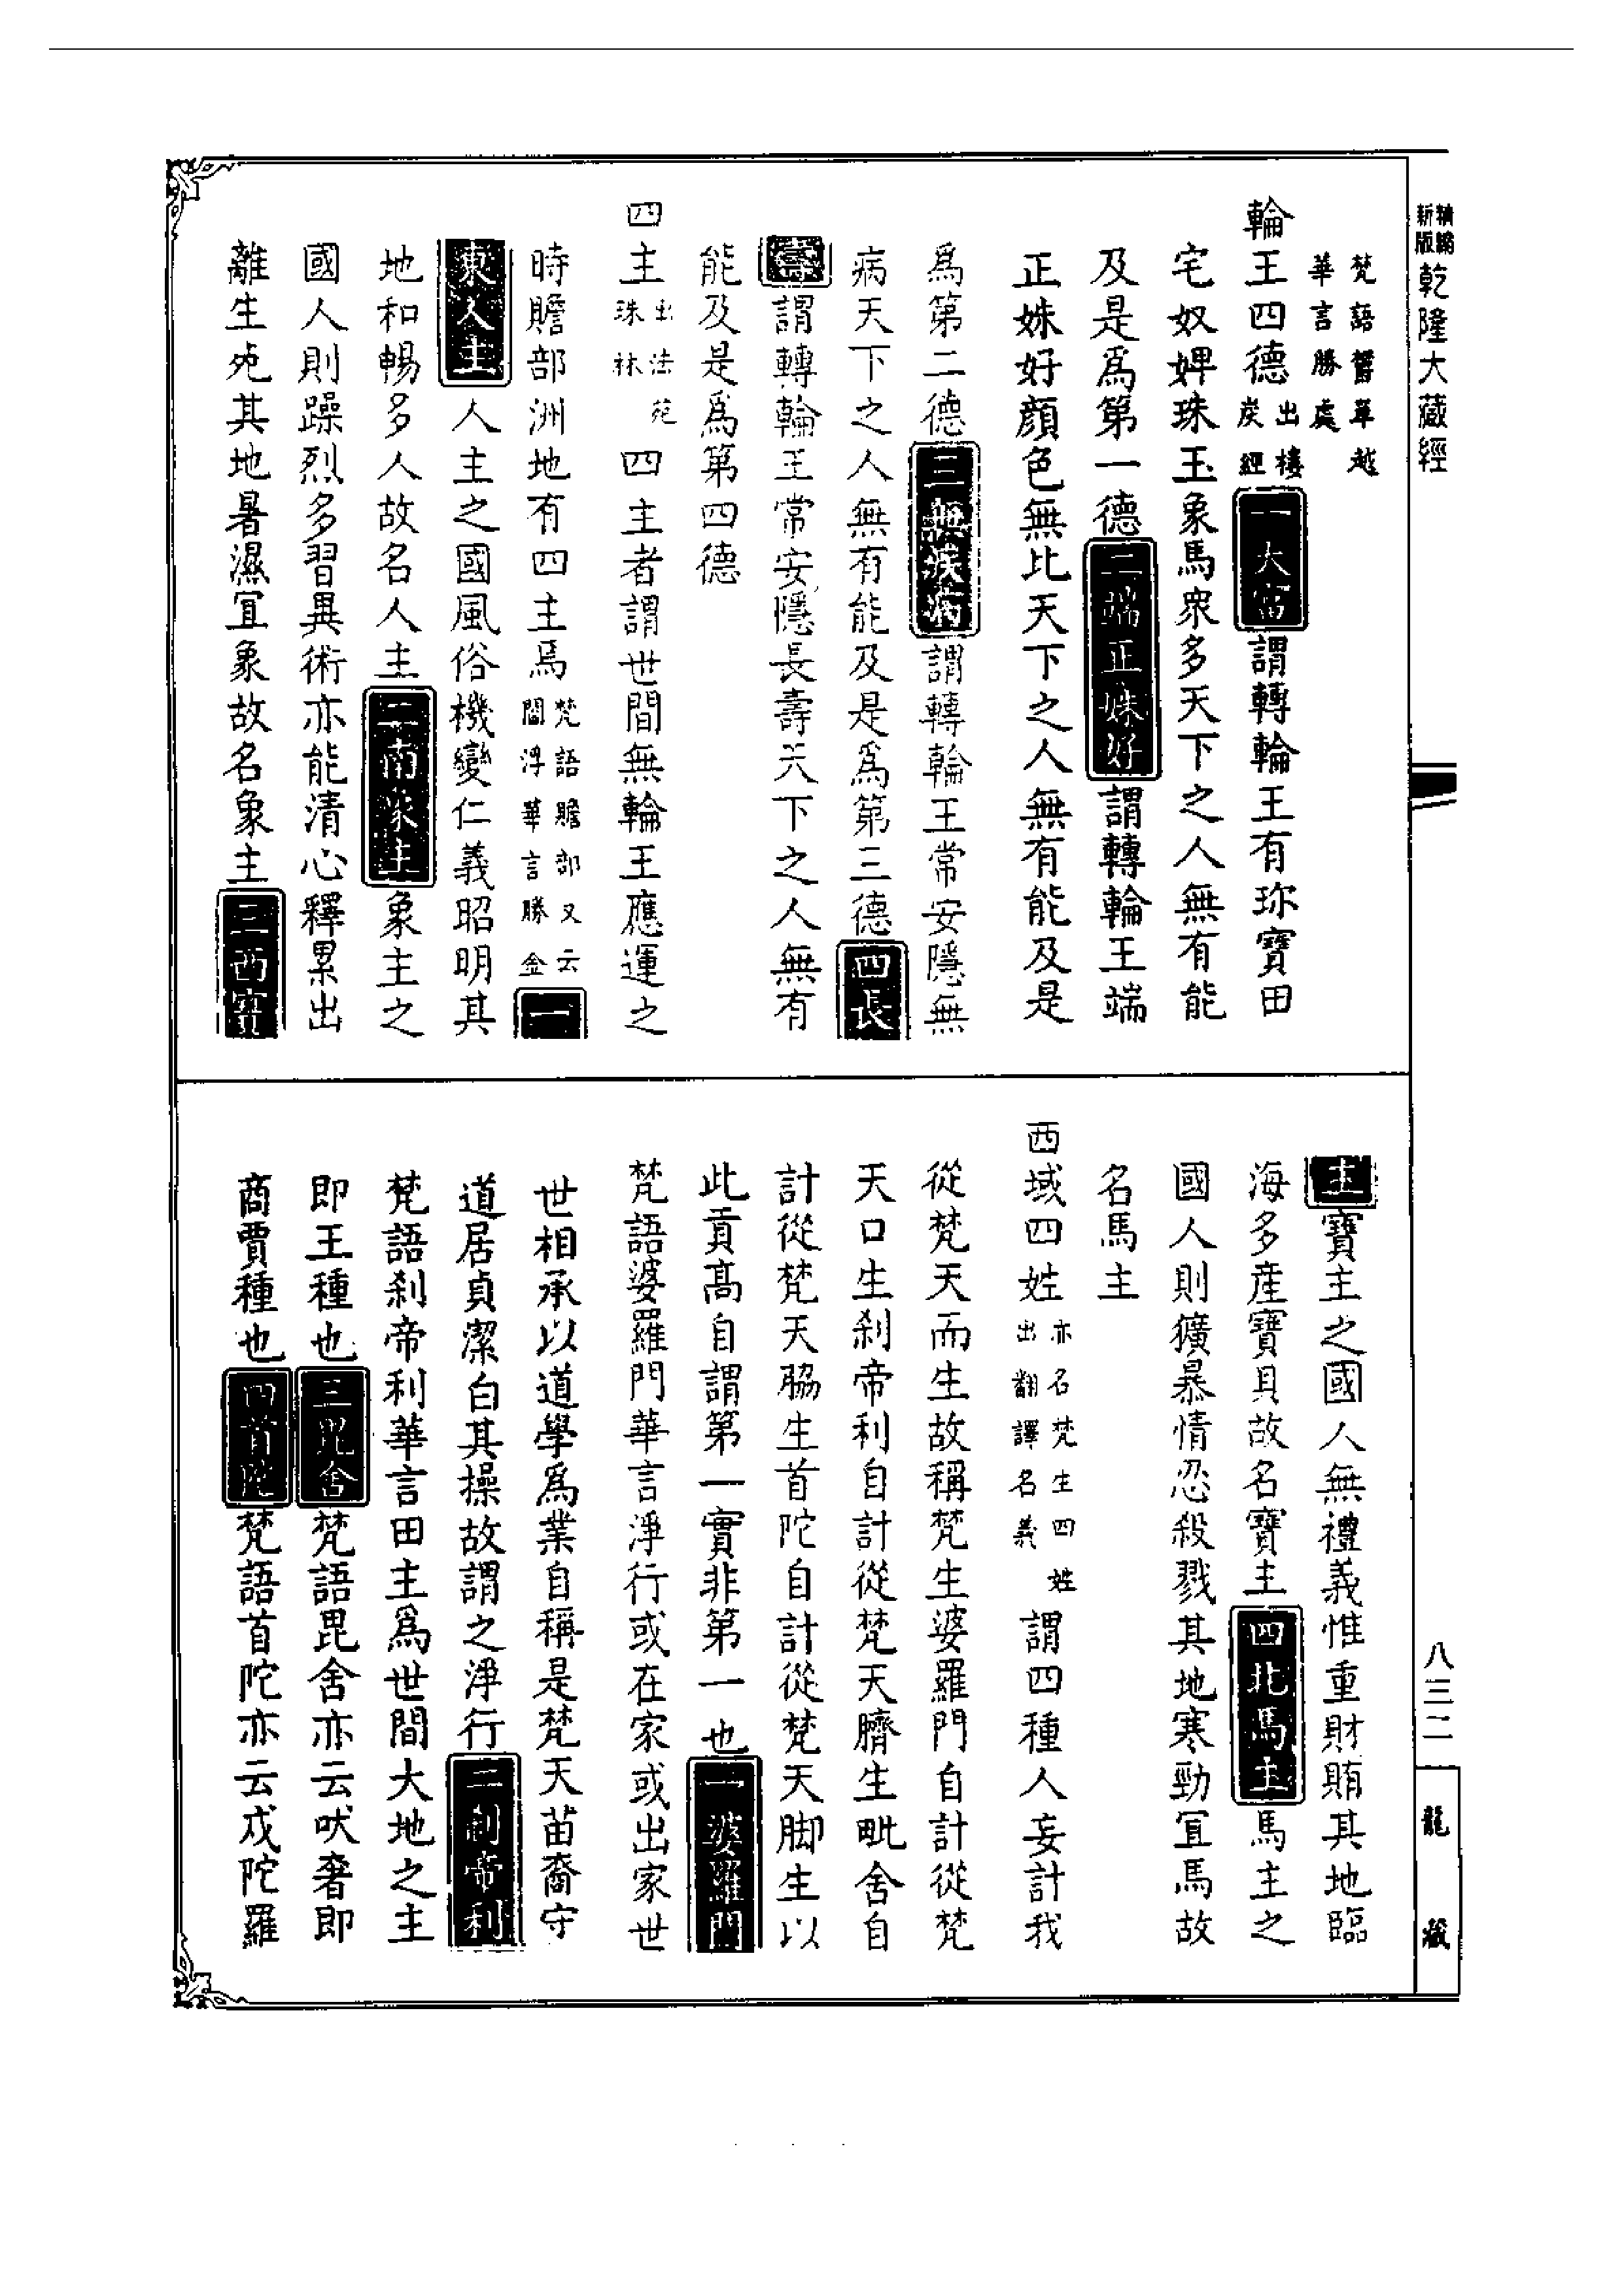 新版 精編 乾隆大藏經
梵語鬱單越
華言勝處
輪王四德出樓炭經一大富謂轉輪王有珍寶田
宅奴婢珠玉象馬眾多天下之人無有能
及是爲第一德二端正姝好謂轉輪王端
正姝好顏色無比天下之人無有能及是
爲第二德三無疾病謂轉輪王常安隱無
病天下之人無有能及是爲第三德四長
壽謂轉輪王常安隱長壽天下之人無有
能及是爲第四德
四主出法苑珠林四主者謂世間無輪王應運之
時贍部洲地有四主焉梵語贍部又云閻浮華言勝金一
東人主人主之國風俗機變仁義昭明其
地和暢多人故名人主二南象主象主之
國人則躁烈多習異術亦能清心釋累出
離生死其地暑濕宜象故名象主三西寶
主寶主之國人無禮義惟重財賄其地臨
海多產寶貝故名寶主四北馬主馬主之
國人則獷暴情忍殺戮其地寒勁宜馬故
名馬主
西域四姓亦名梵生四姓出翻譯名義謂四種人妄計我
從梵天而生故稱梵生婆羅門自計從梵
天口生剎帝利自計從梵天臍生毗舍自
計從梵天脇生首陀自計從梵天脚生以
此貢高自謂第一實非第一也一婆羅門
梵語婆羅門華言淨行或在家或出家世
世相承以道學爲業自稱是梵天苗裔守
道居貞潔白其操故謂之淨行二剎帝利
梵語剎帝利華言田主爲世間大地之主
即王種也三毘舍梵語毘舍亦云吠奢即
商賈種也四首陀梵語首陀亦云戍陀羅
八三二
龍藏